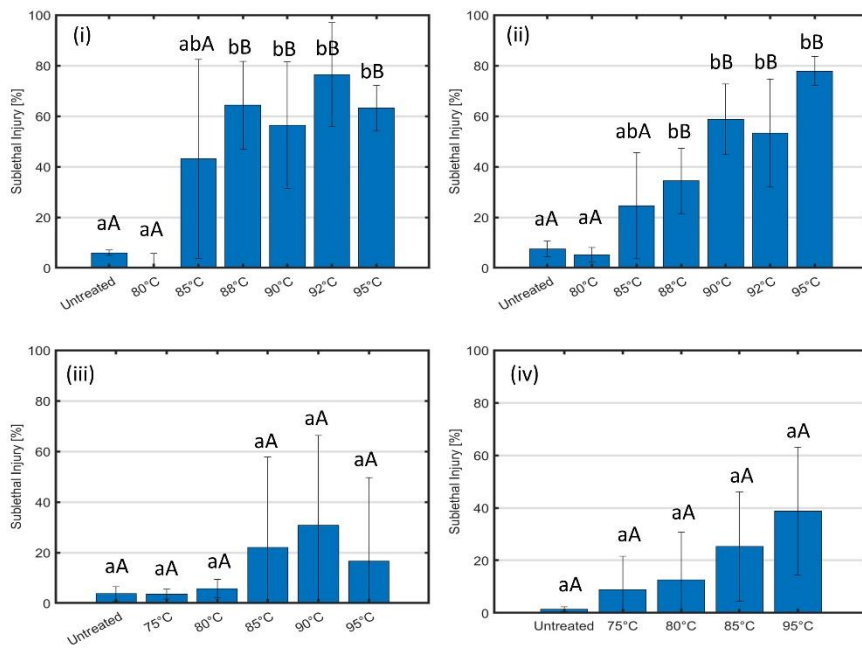 (i)
Sublethal Injury [%]
100
80
60
40
20
0
aA
aA
abA
bB
bB
bB
bB
Untreated
80°C
85°C
88°C
90°C
92°C
95°C
(ii)
Sublethal Injury [%]
100
80
60
40
20
0
aA
aA
abA
bB
bB
bB
bB
Untreated
80°C
85°C
88°C
90°C
92°C
95°C
(iii)
Sublethal Injury [%]
100
80
60
40
20
0
aA
aA
aA
aA
aA
aA
Untreated
75°C
80°C
85°C
90°C
95°C
(iv)
Sublethal Injury [%]
100
80
60
40
20
0
aA
aA
aA
aA
aA
Untreated
75°C
80°C
85°C
95°C